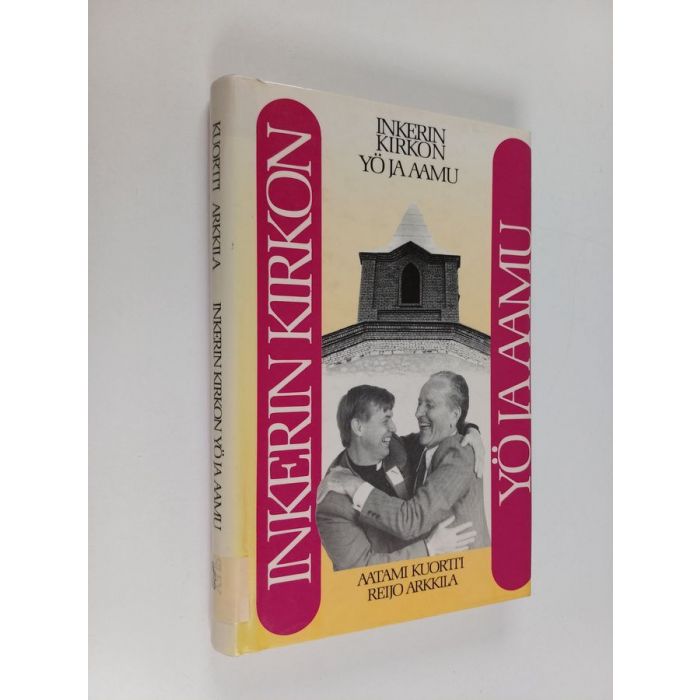 KUORTTI ARKKILA INKERIN KIRKON YÖ JA AAMU
INKERIN KIRKON
INKERIN
KIRKON
YÖ JA AAMU
YÖ JA AAMU
AATAMI KUORTTI
REIJO ARKKILA